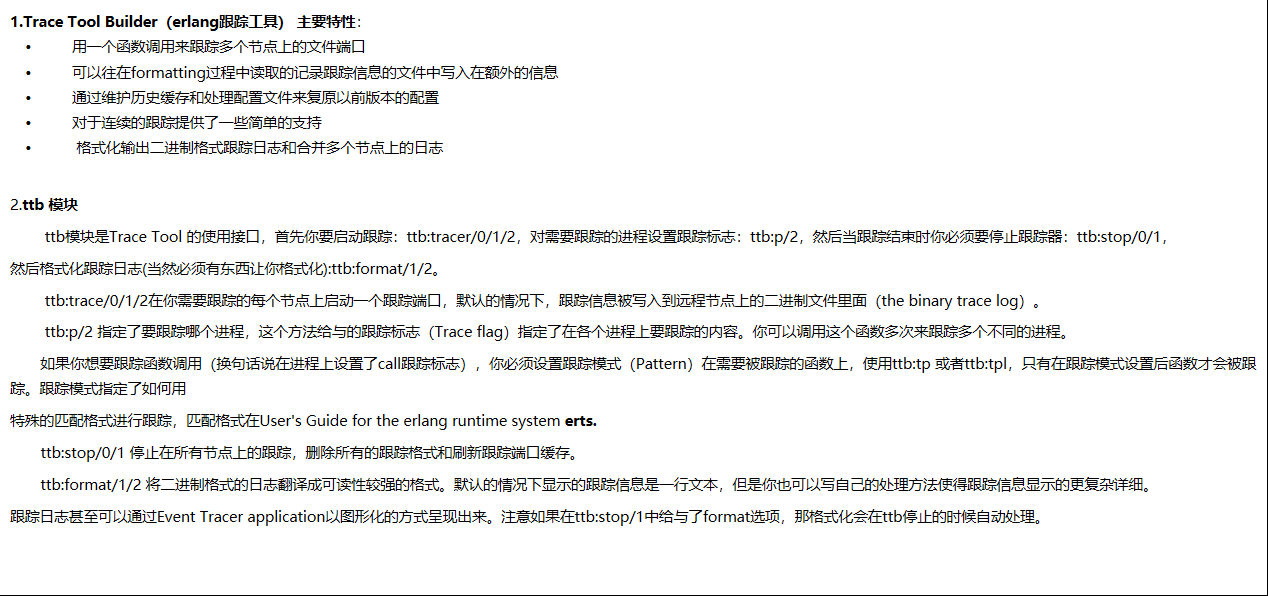 1.Trace Tool Builder（erlang跟踪工具） 主要特性：
• 用一个函数调用来跟踪多个节点上的文件端口
• 可以往在formatting过程中读取的记录跟踪信息的文件中写入在额外的信息
• 通过维护历史缓存和处理配置文件来复原以前版本的配置
• 对于连续的跟踪提供了一些简单的支持
• 格式化输出二进制格式跟踪日志和合并多个节点上的日志
2.ttb 模块
ttb模块是Trace Tool 的使用接口，首先你要启动跟踪：ttb:tracer/0/1/2，对需要跟踪的进程设置跟踪标志：ttb:p/2，然后当跟踪结束时你必须要停止跟踪器：ttb:stop/0/1，
然后格式化跟踪日志(当然必须有东西让你格式化):ttb:format/1/2。
ttb:trace/0/1/2在你需要跟踪的每个节点上启动一个跟踪端口，默认的情况下，跟踪信息被写入到远程节点上的二进制文件里面（the binary trace log）。
ttb:p/2 指定了要跟踪哪个进程，这个方法给与的跟踪标志（Trace flag）指定了在各个进程上要跟踪的内容。你可以调用这个函数多次来跟踪多个不同的进程。
如果你想要跟踪函数调用（换句话说在进程上设置了call跟踪标志），你必须设置跟踪模式（Pattern）在需要被跟踪的函数上，使用ttb:tp 或者ttb:tpl，只有在跟踪模式设置后函数才会被跟
踪。跟踪模式指定了如何用
特殊的匹配格式进行跟踪，匹配格式在User's Guide for the erlang runtime system erts.
ttb:stop/0/1 停止在所有节点上的跟踪，删除所有的跟踪格式和刷新跟踪端口缓存。
ttb:format/1/2 将二进制格式的日志翻译成可读性较强的格式。默认的情况下显示的跟踪信息是一行文本，但是你也可以写自己的处理方法使得跟踪信息显示的更复杂详细。
跟踪日志甚至可以通过Event Tracer application以图形化的方式呈现出来。注意如果在ttb:stop/1中给与了format选项，那格式化会在ttb停止的时候自动处理。